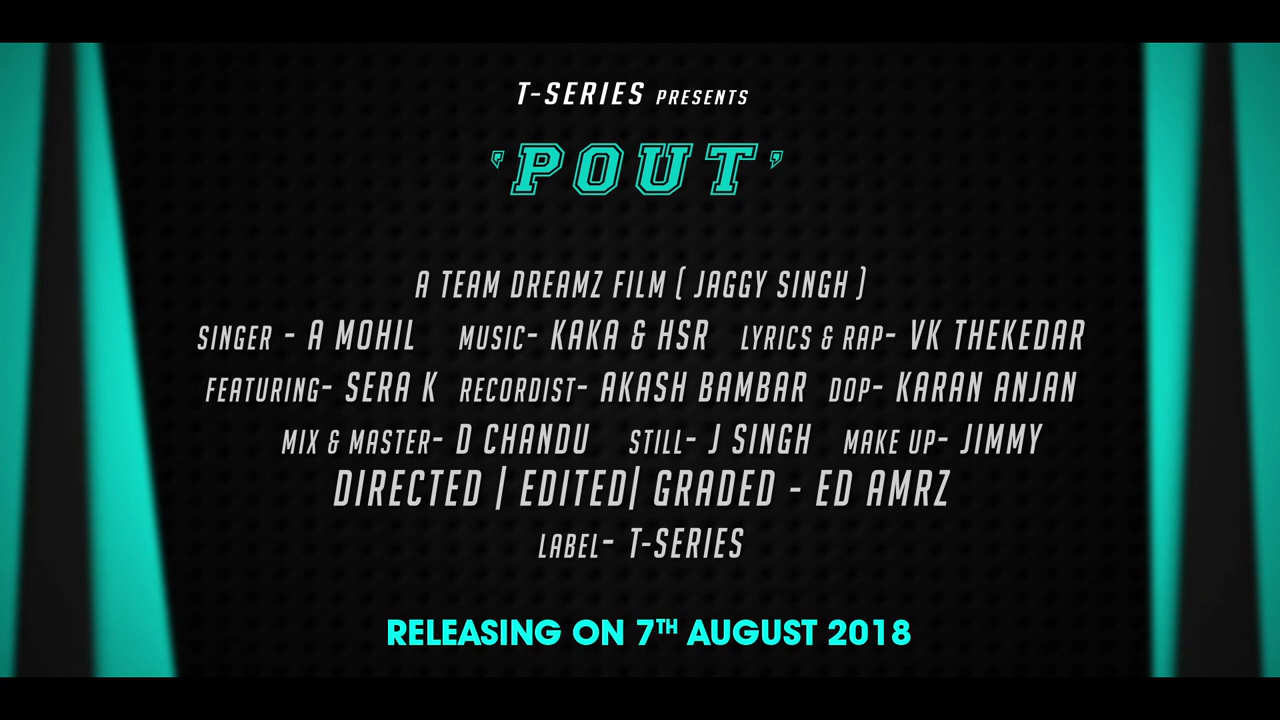 T-SERIES PRESENTS
'POUT'
A TEAM DREAMZ FILM ( JAGGY SINGH )
SINGER - A MOHIL MUSIC- KAKA & HSR LYRICS & RAP- VK THEKEDAR
FEATURING- SERA K RECORDIST- AKASH BAMBAR DOP- KARAN ANJAN
MIX & MASTER- D CHANDU STILL- J SINGH MAKE UP- JIMMY
DIRECTED | EDITED| GRADED - ED AMRZ
LABEL- T-SERIES
RELEASING ON 7TH AUGUST 2018